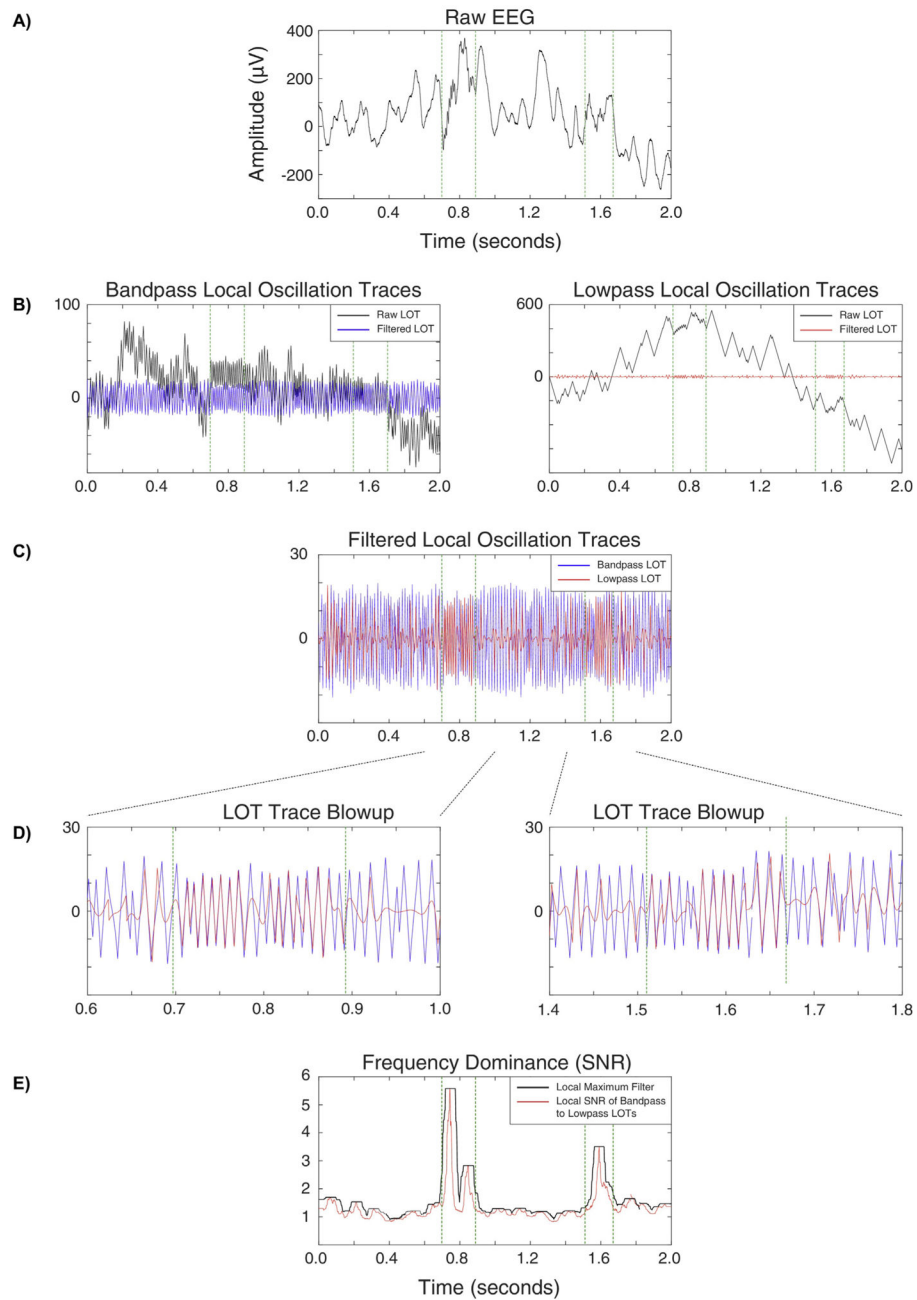 A)
Raw EEG
Amplitude (µV)
400
200
0
-200
0.0 0.4 0.8 1.2 1.6 2.0
Time (seconds)
B)
Bandpass Local Oscillation Traces
100
0
Raw LOT
Filtered LOT
0.0 0.4 0.8 1.2 1.6 2.0
Lowpass Local Oscillation Traces
600
0
Raw LOT
Filtered LOT
0.0 0.4 0.8 1.2 1.6 2.0
C)
Filtered Local Oscillation Traces
30
0
Bandpass LOT
Lowpass LOT
0.0 0.4 0.8 1.2 1.6 2.0
D)
LOT Trace Blowup
30
0
0.6 0.7 0.8 0.9 1.0
LOT Trace Blowup
30
0
1.4 1.5 1.6 1.7 1.8
E)
Frequency Dominance (SNR)
6
5
4
3
2
1
Local Maximum Filter
Local SNR of Bandpass
to Lowpass LOTs
0.0 0.4 0.8 1.2 1.6 2.0
Time (seconds)